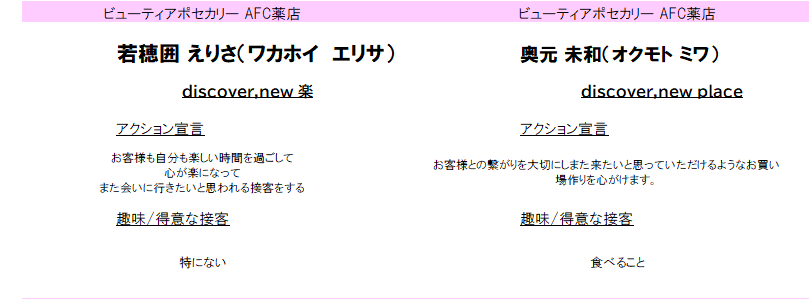 ビューティアポセカリー AFC薬店
若穂囲 えりさ(ワカホイ　エリサ)
discover,new 楽
アクション宣言
お客様も自分も楽しい時間を過ごして
心が楽になって
また会いに行きたいと思われる接客をする
趣味/得意な接客
特にない
ビューティアポセカリー AFC薬店
奥元 未和(オクモト ミワ)
discover,new place
アクション宣言
お客様との繋がりを大切にしまた来たいと思っていただけるようなお買い
場作りを心がけます。
趣味/得意な接客
食べること